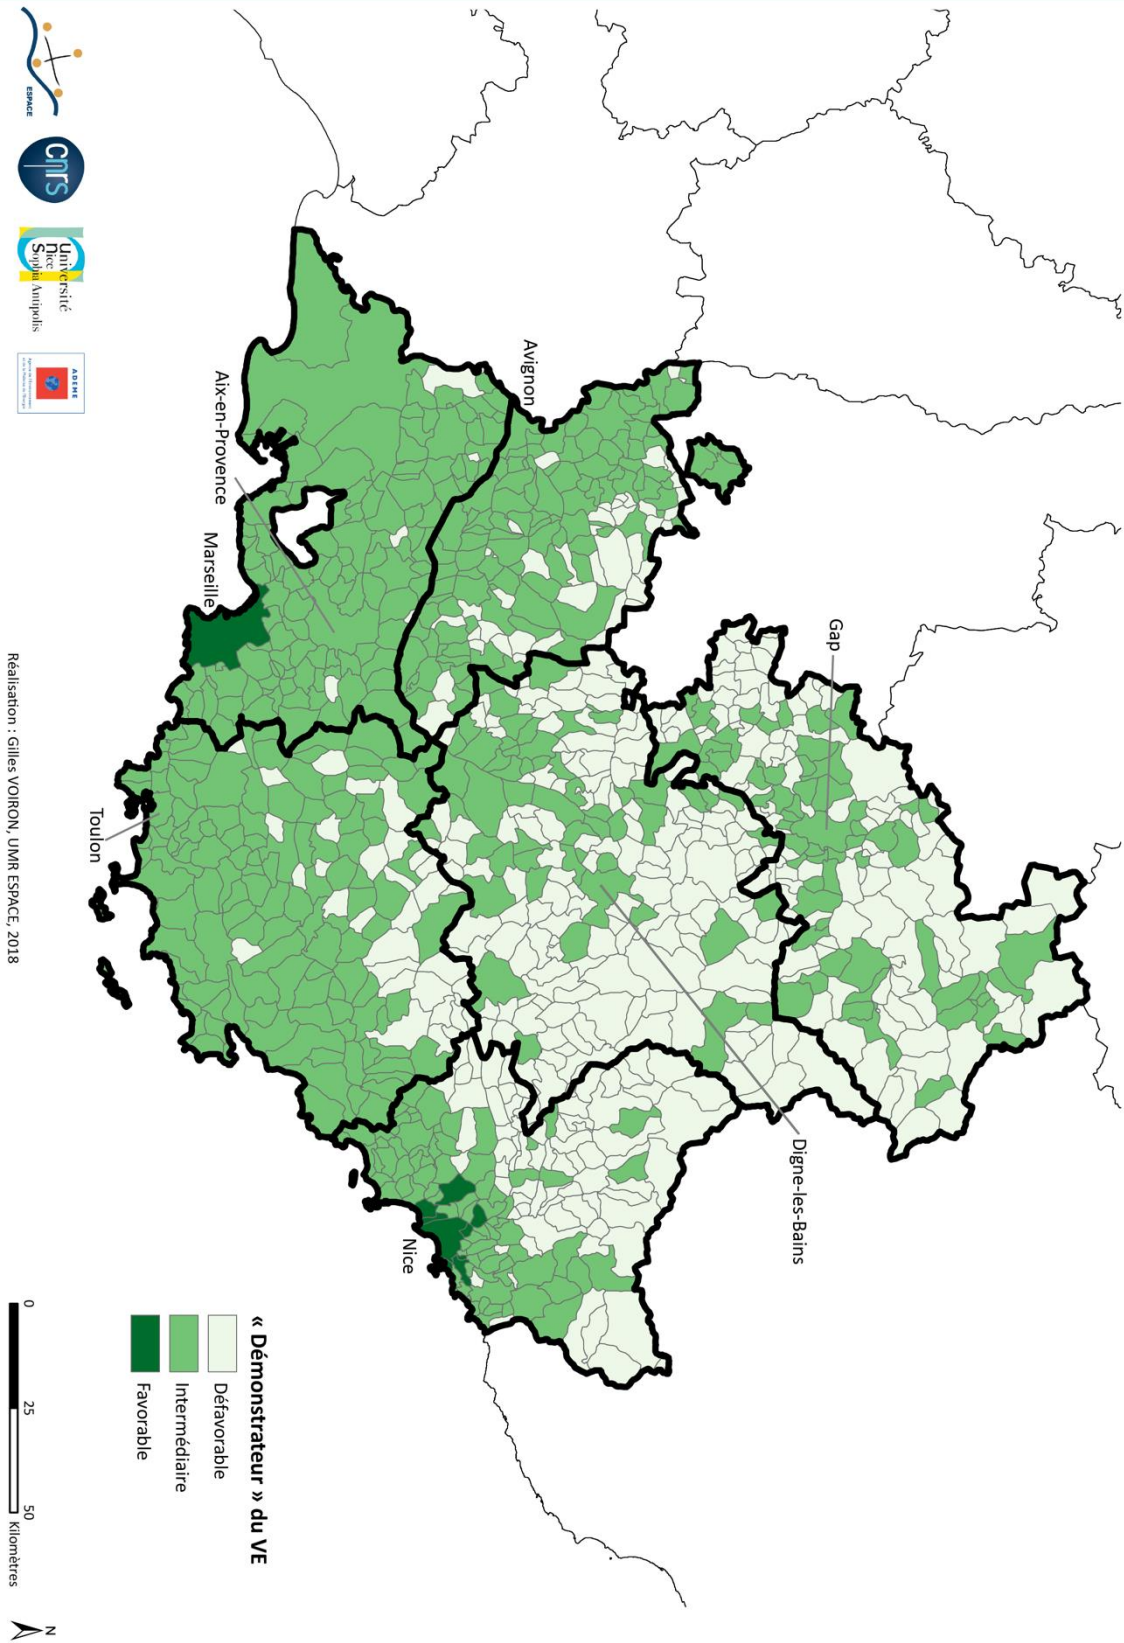 Gap
Avignon
Digne-les-Bains
Aix-en-Provence
Marseille
Toulon
Nice
« Démonstrateur » du VE
Défavorable
Intermédiaire
Favorable
0 25 50 Kilomètres
N
Réalisation : Gilles VOIRON, UMR ESPACE, 2018
ESPACE
cnrs
Université
nice
Sophia Antipolis
ADEME